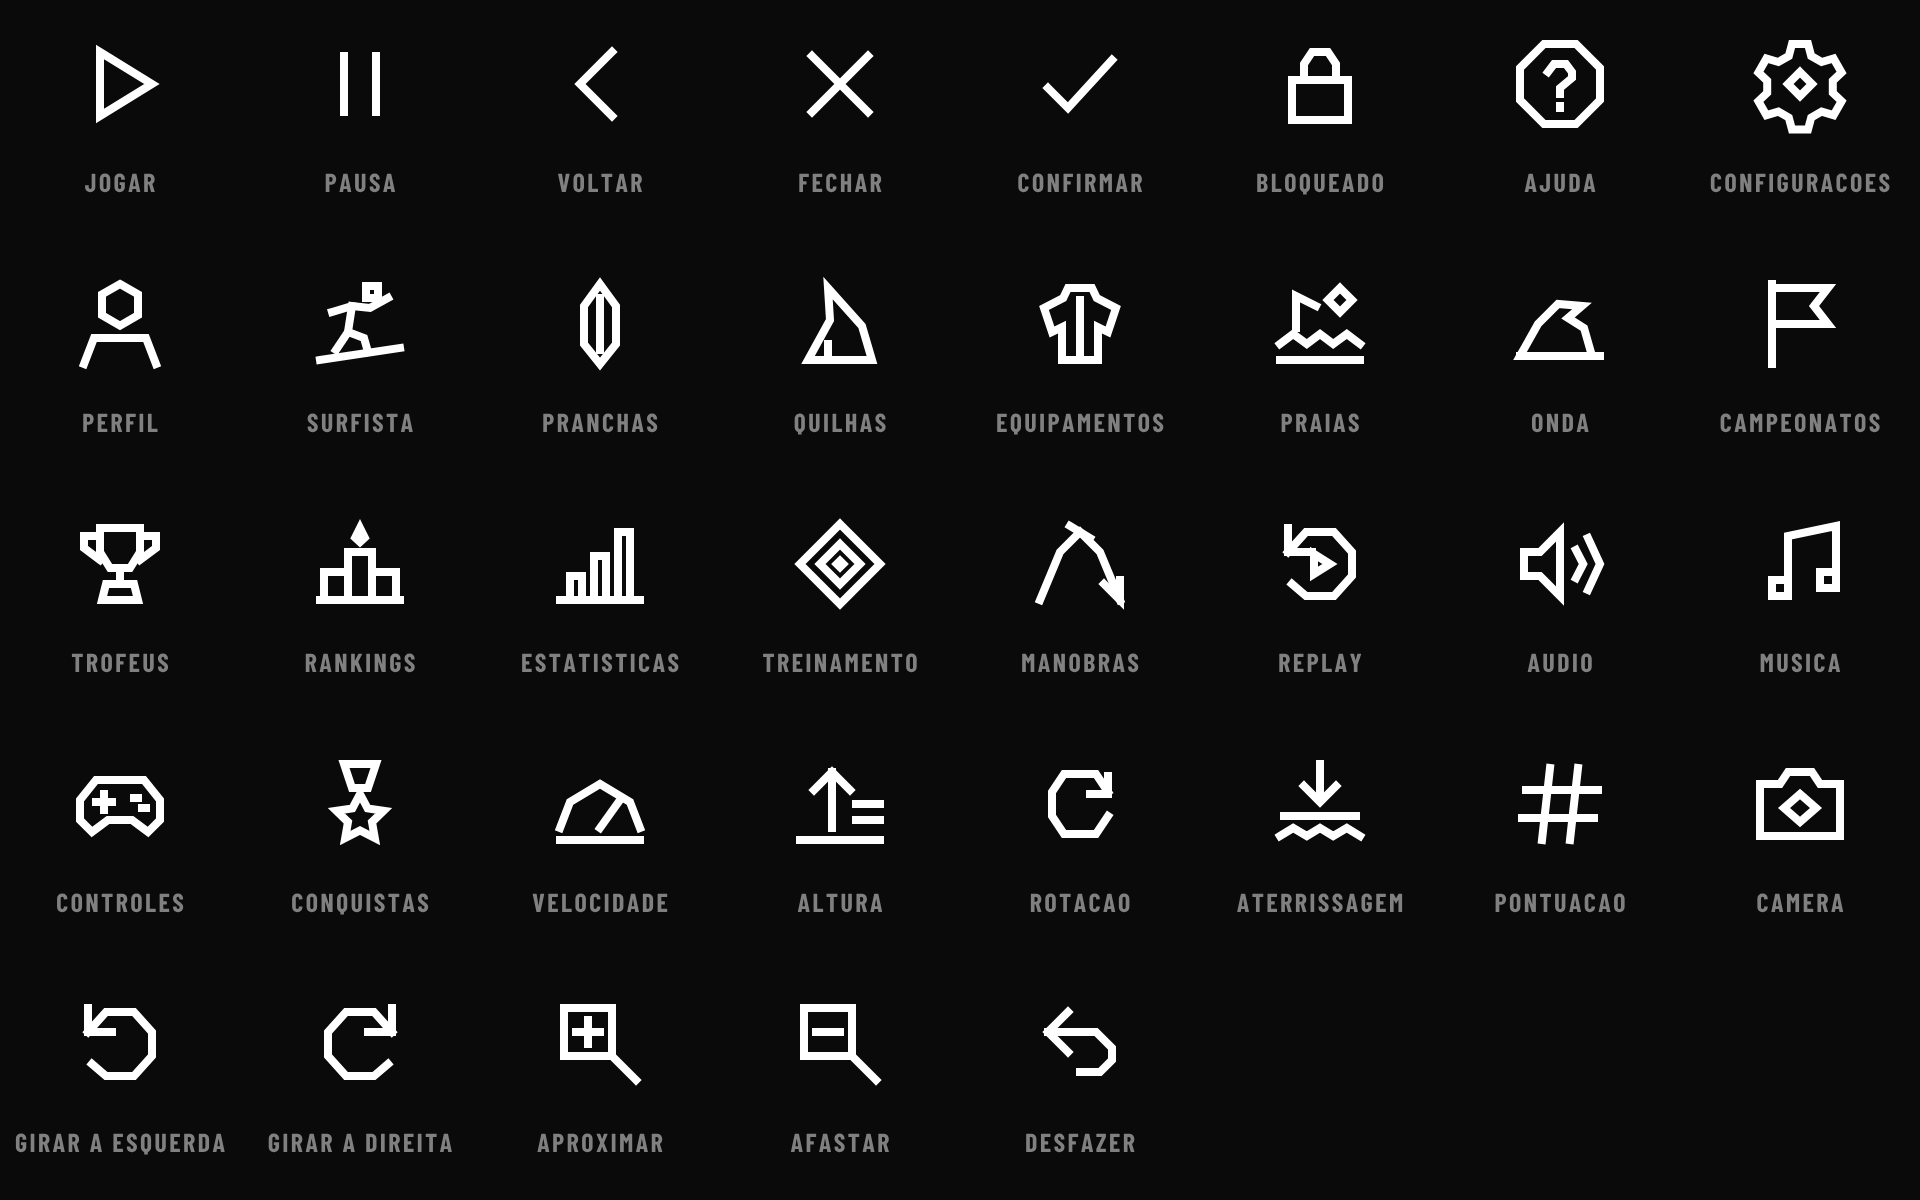 JOGAR PAUSA VOLTAR FECHAR CONFIRMAR BLOQUEADO AJUDA CONFIGURACOES
PERFIL SURFISTA PRANCHAS QUILHAS EQUIPAMENTOS PRAIAS ONDA CAMPEONATOS
TROFEUS RANKINGS ESTATISTICAS TREINAMENTO MANOBRAS REPLAY AUDIO MUSICA
CONTROLES CONQUISTAS VELOCIDADE ALTURA ROTACAO ATERRISSAGEM PONTUACAO CAMERA
GIRAR A ESQUERDA GIRAR A DIREITA APROXIMAR AFASTAR DESFAZER